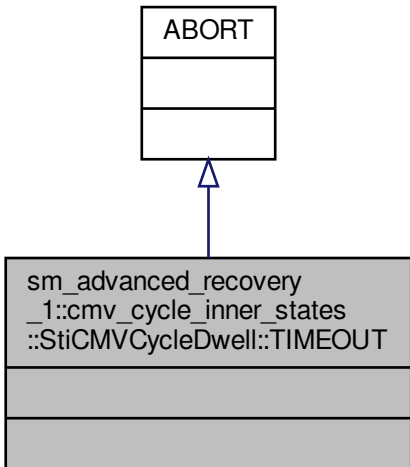 ABORT
sm_advanced_recovery
_1::cmv_cycle_inner_states
::StiCMVCycleDwell::TIMEOUT